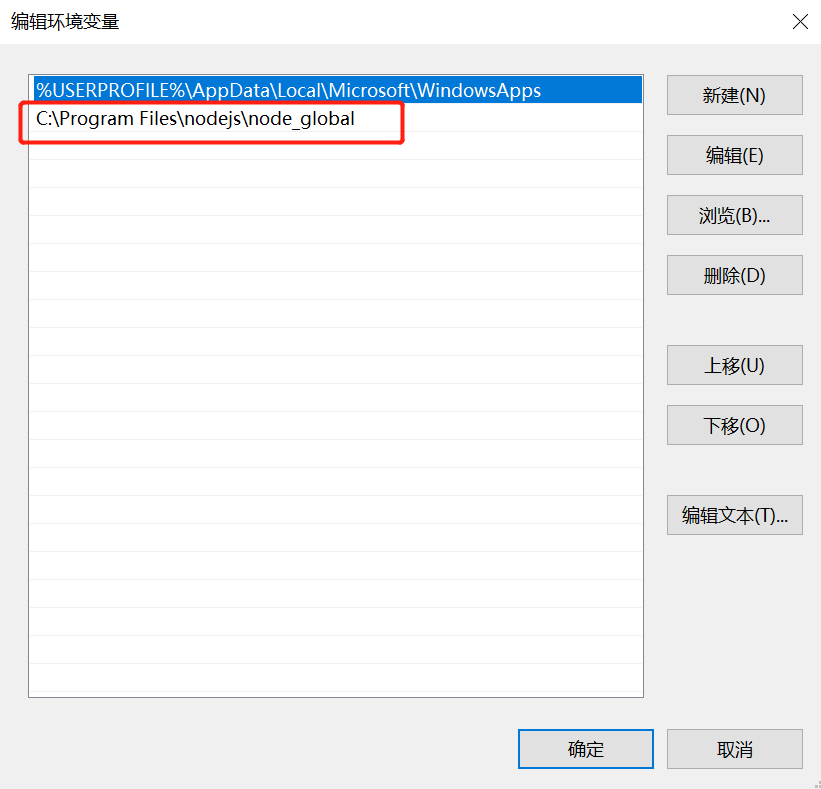 编辑环境变量
%USERPROFILE%\AppData\Local\Microsoft\WindowsApps
C:\Program Files\nodejs\node_global
新建(N)
编辑(E)
浏览(B)...
删除(D)
上移(U)
下移(O)
编辑文本(T)...
确定
取消